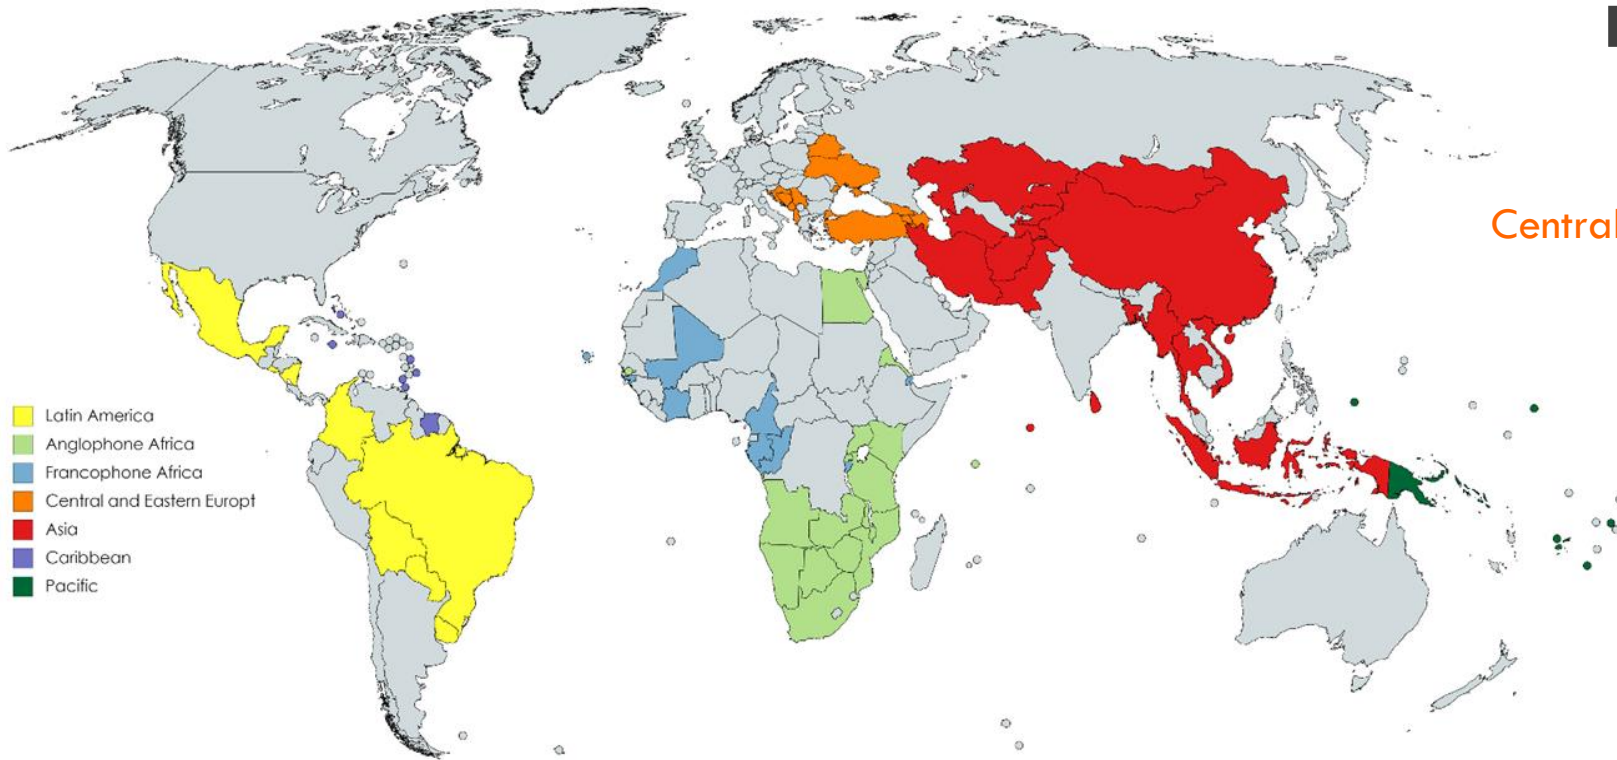 Central
Latin America
Anglophone Africa
Francophone Africa
Central and Eastern Europt
Asia
Caribbean
Pacific